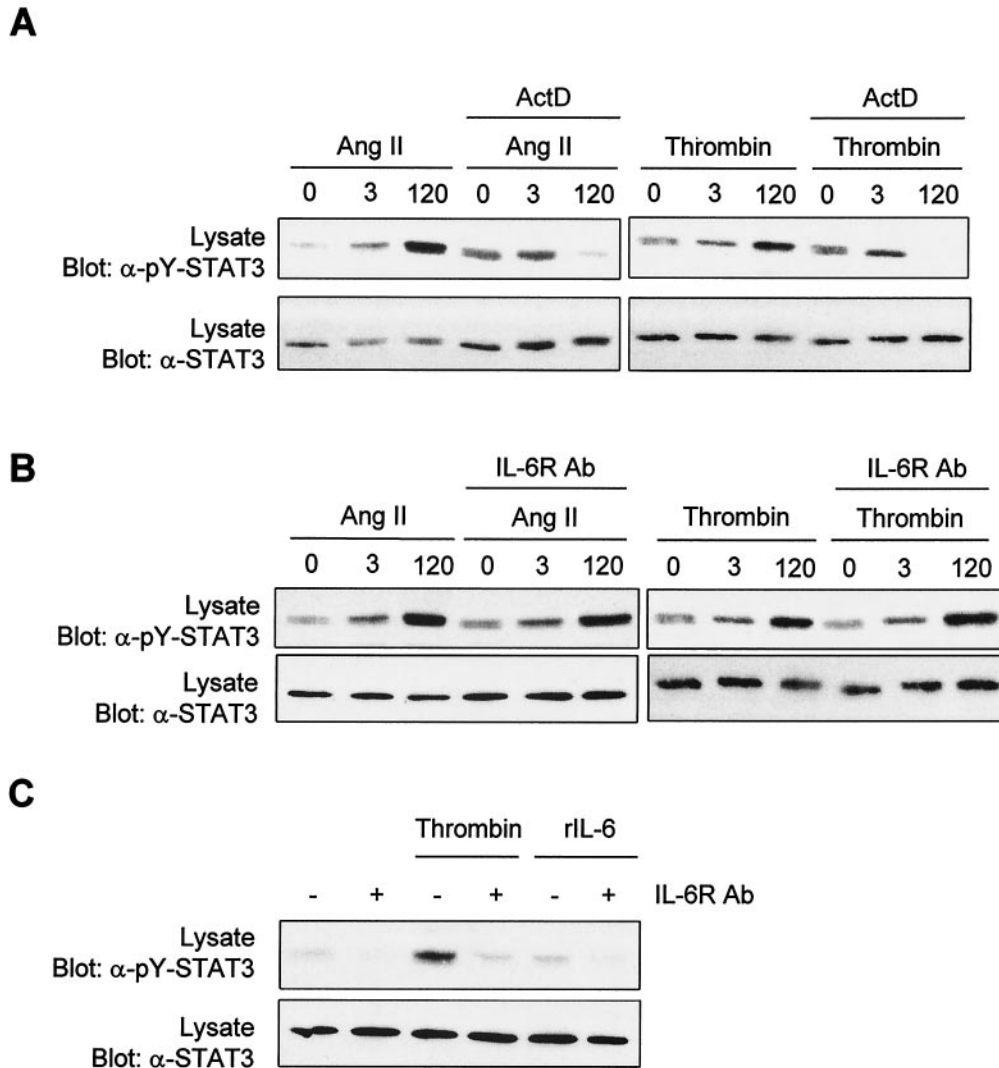 A
ActD ActD
Ang II Ang II Thrombin Thrombin
0 3 120 0 3 120 0 3 120 0 3 120
Lysate
Blot: α-pY-STAT3
Lysate
Blot: α-STAT3
B
IL-6R Ab IL-6R Ab
Ang II Ang II Thrombin Thrombin
0 3 120 0 3 120 0 3 120 0 3 120
Lysate
Blot: α-pY-STAT3
Lysate
Blot: α-STAT3
C
Thrombin rIL-6
- + - + - + IL-6R Ab
Lysate
Blot: α-pY-STAT3
Lysate
Blot: α-STAT3